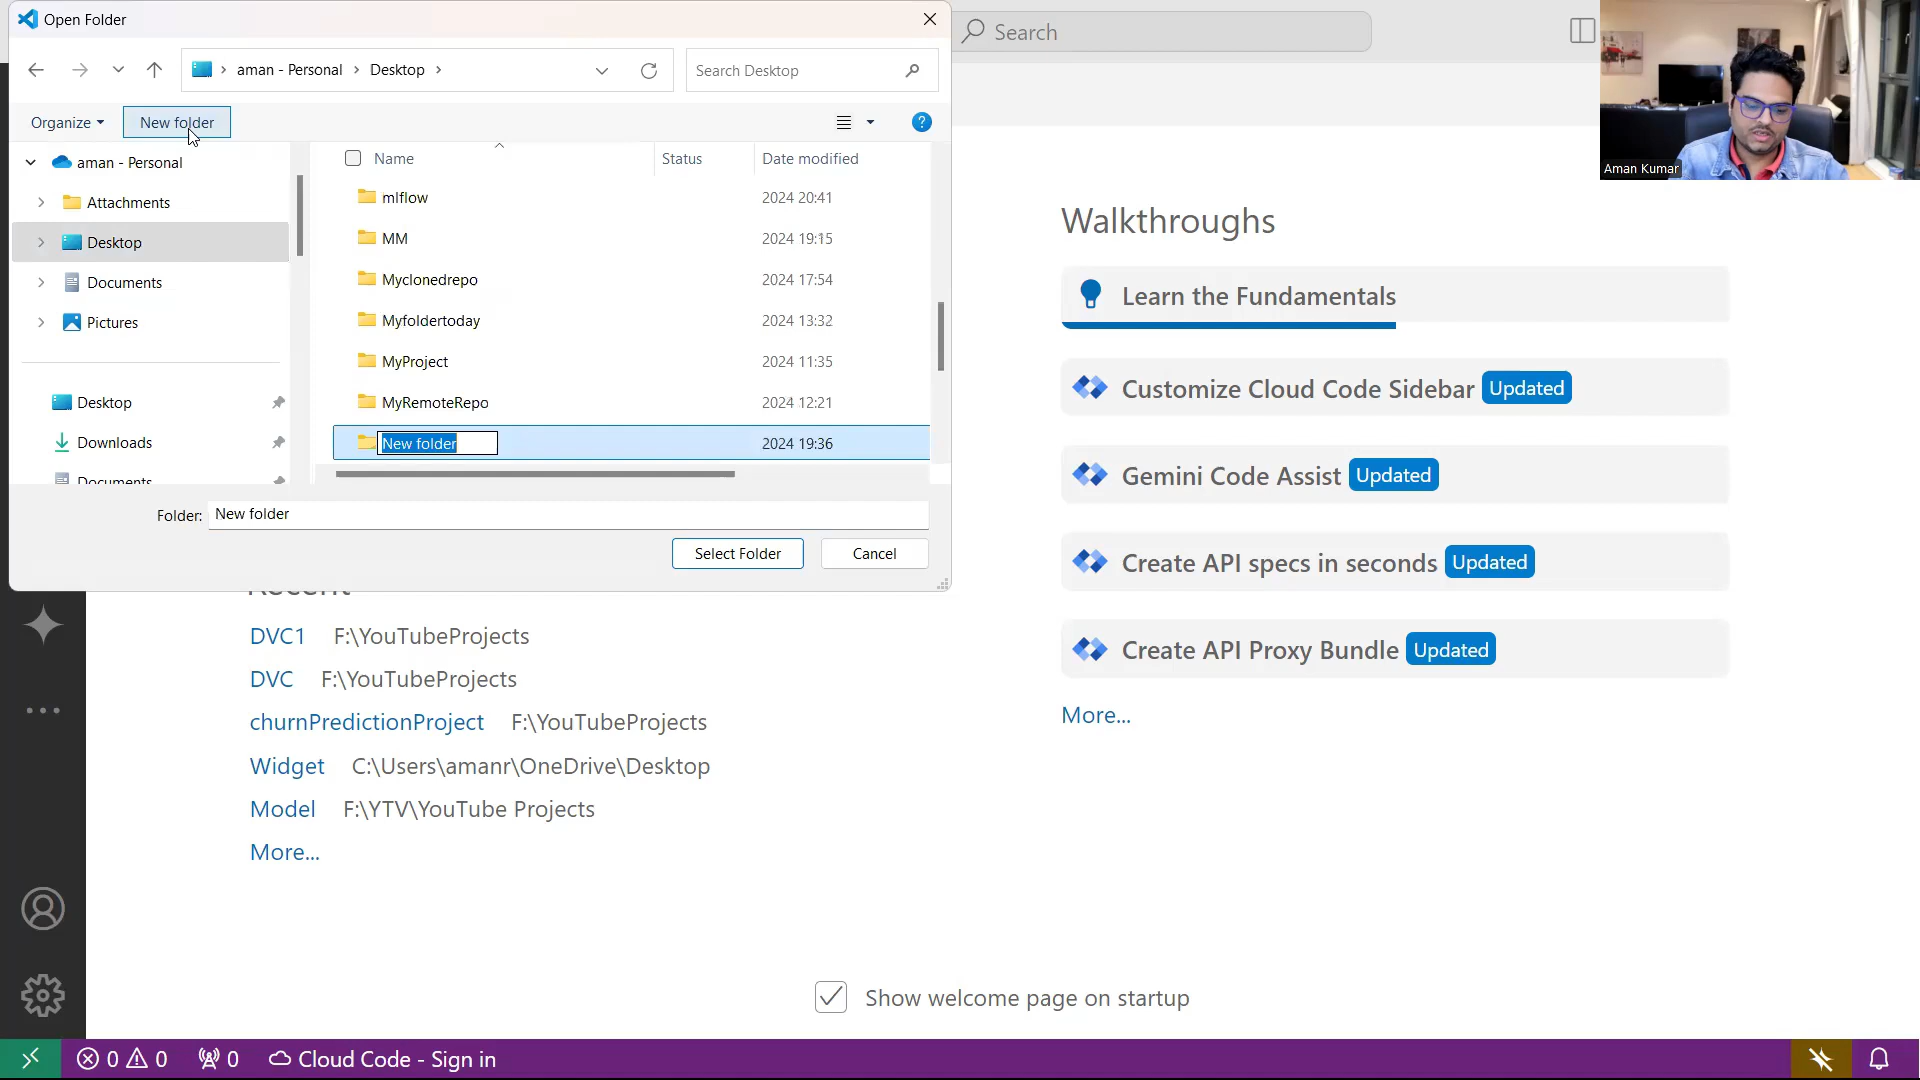 Open Folder
Search
aman - Personal
Desktop
Search Desktop
Organize
New folder
?
aman - Personal
Attachments
Desktop
Documents
Pictures
Desktop
Downloads
Documents
Name
Status
Date modified
mlflow 2024 20:41
MM 2024 19:15
Myclonedrepo 2024 17:54
Myfoldertoday 2024 13:32
MyProject 2024 11:35
MyRemoteRepo 2024 12:21
New folder 2024 19:36
Folder: New folder
Select Folder
Cancel
Aman Kumar
Recent
DVC1 F:\YouTubeProjects
DVC F:\YouTubeProjects
churnPredictionProject F:\YouTubeProjects
Widget C:\Users\amanr\OneDrive\Desktop
Model F:\YTV\YouTube Projects
More...
Walkthroughs
Learn the Fundamentals
Customize Cloud Code Sidebar Updated
Gemini Code Assist Updated
Create API specs in seconds Updated
Create API Proxy Bundle Updated
More...
Show welcome page on startup
0 0 0 Cloud Code - Sign in